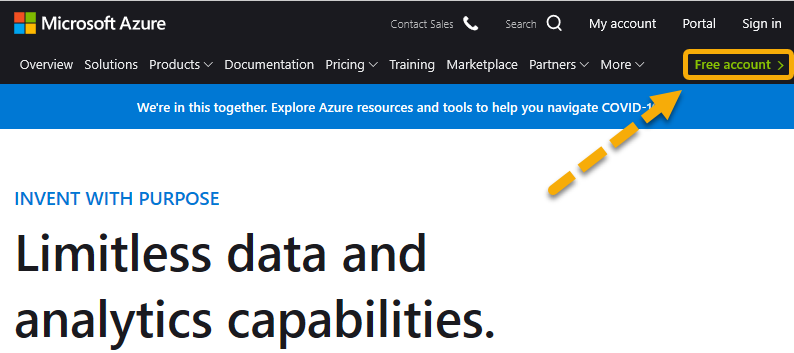 Microsoft Azure Contact Sales Search My account Portal Sign in
Overview Solutions Products Documentation Pricing Training Marketplace Partners More Free account
We're in this together. Explore Azure resources and tools to help you navigate COVID-1
INVENT WITH PURPOSE
Limitless data and
analytics capabilities.